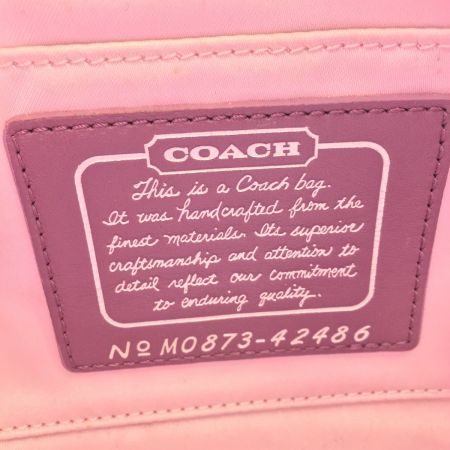 COACH
This is a Coach bag.
It was handcrafted from the
finest materials. Its superior
craftsmanship and attention to
detail reflect our commitment
to enduring quality.
No MO873-42486